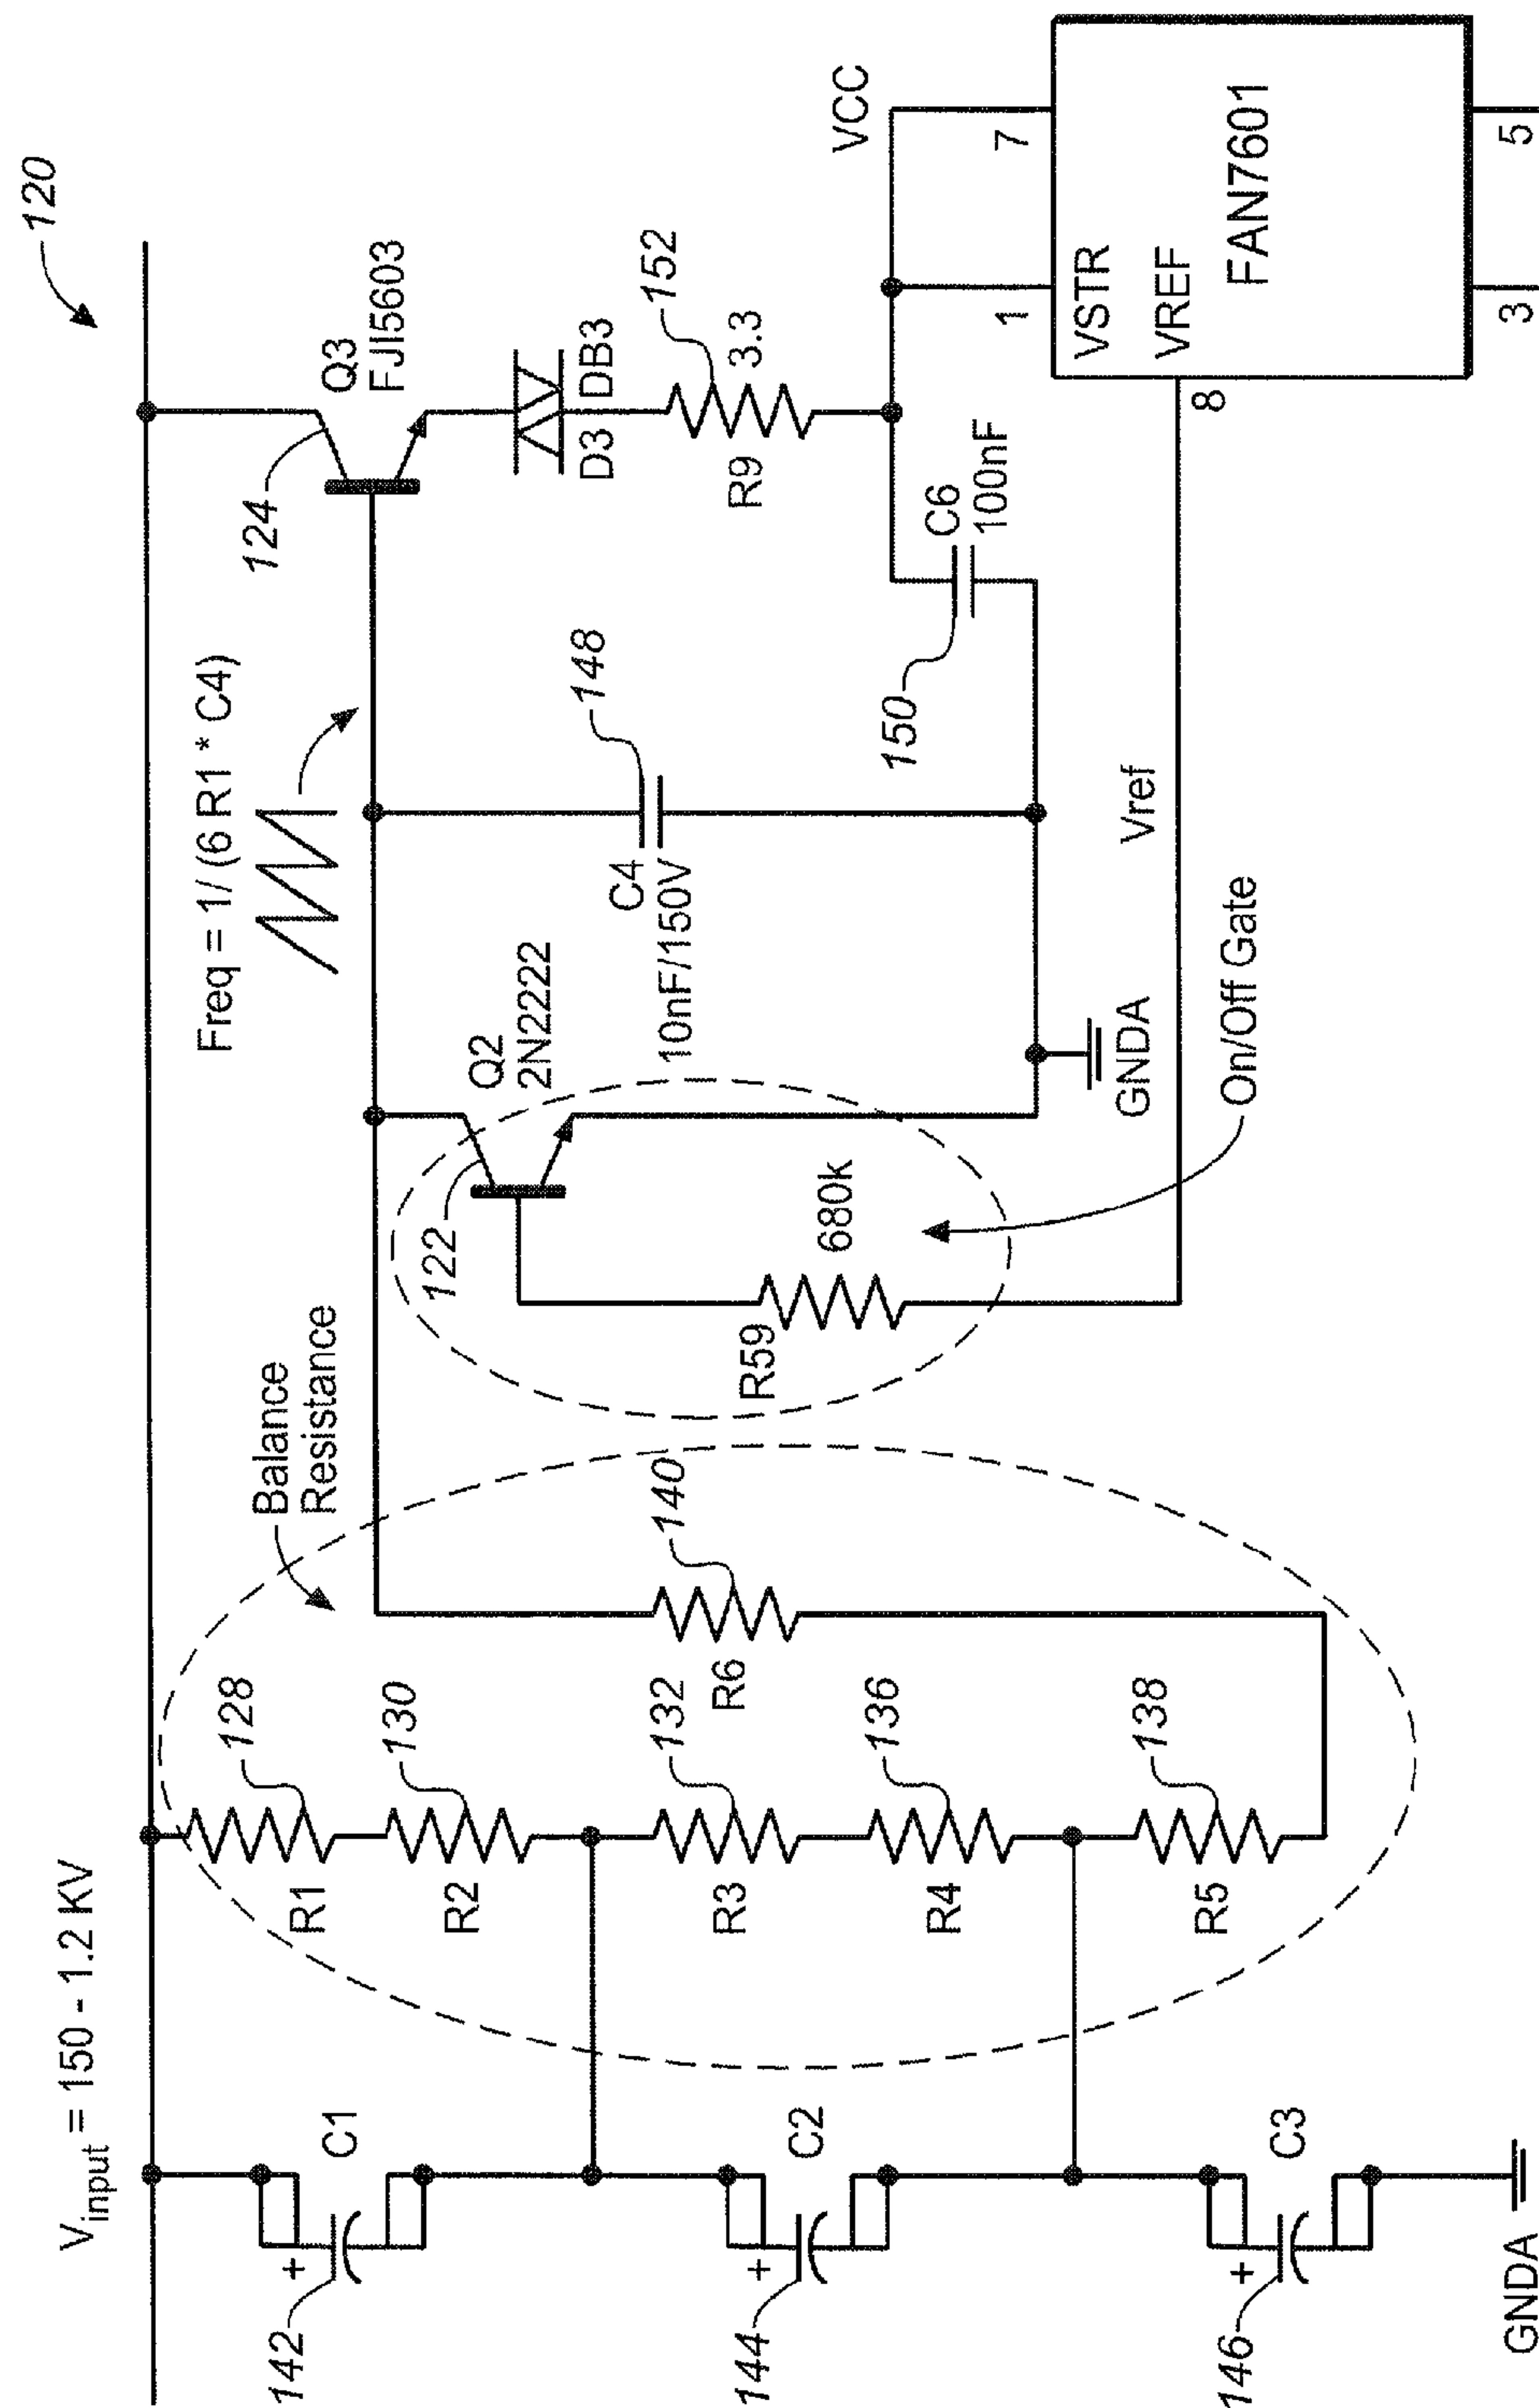 120
V_input = 150 - 1.2 KV
Balance
Resistance
Freq = 1/ (6 R1 * C4)
142
+
C1
144
+
C2
146
+
C3
GNDA
R1
128
R2
130
R3
132
R4
136
R5
138
R6
140
122
Q2
2N2222
R59
680k
On/Off Gate
GNDA
C4
10nF/150V
148
Vref
124
Q3
FJI5603
D3
DB3
R9
3.3
152
150
C6
100nF
VCC
1
7
VSTR
VREF
8
FAN7601
3
5